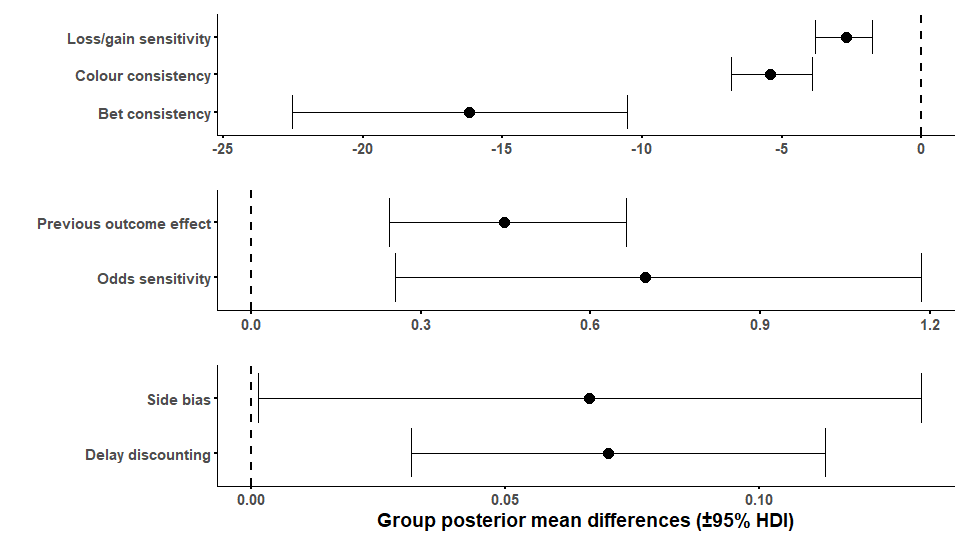 Loss/gain sensitivity
Colour consistency
Bet consistency
-25 -20 -15 -10 -5 0
Previous outcome effect
Odds sensitivity
0.0 0.3 0.6 0.9 1.2
Side bias
Delay discounting
0.00 0.05 0.10
Group posterior mean differences (±95% HDI)